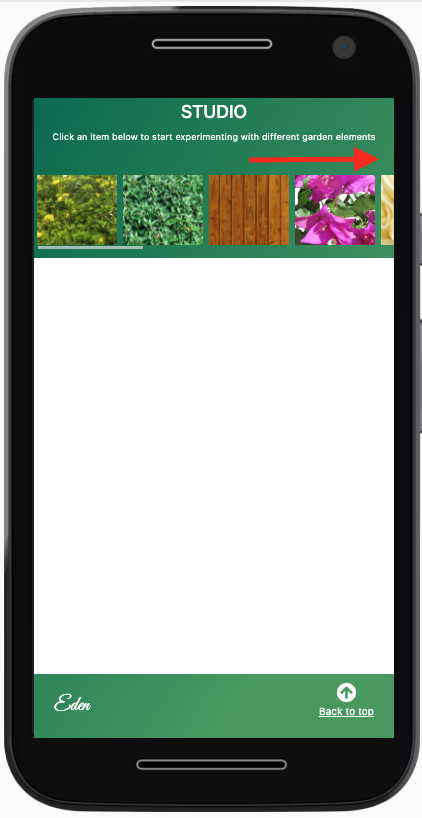 STUDIO
Click an item below to start experimenting with different garden elements
Eden
Back to top